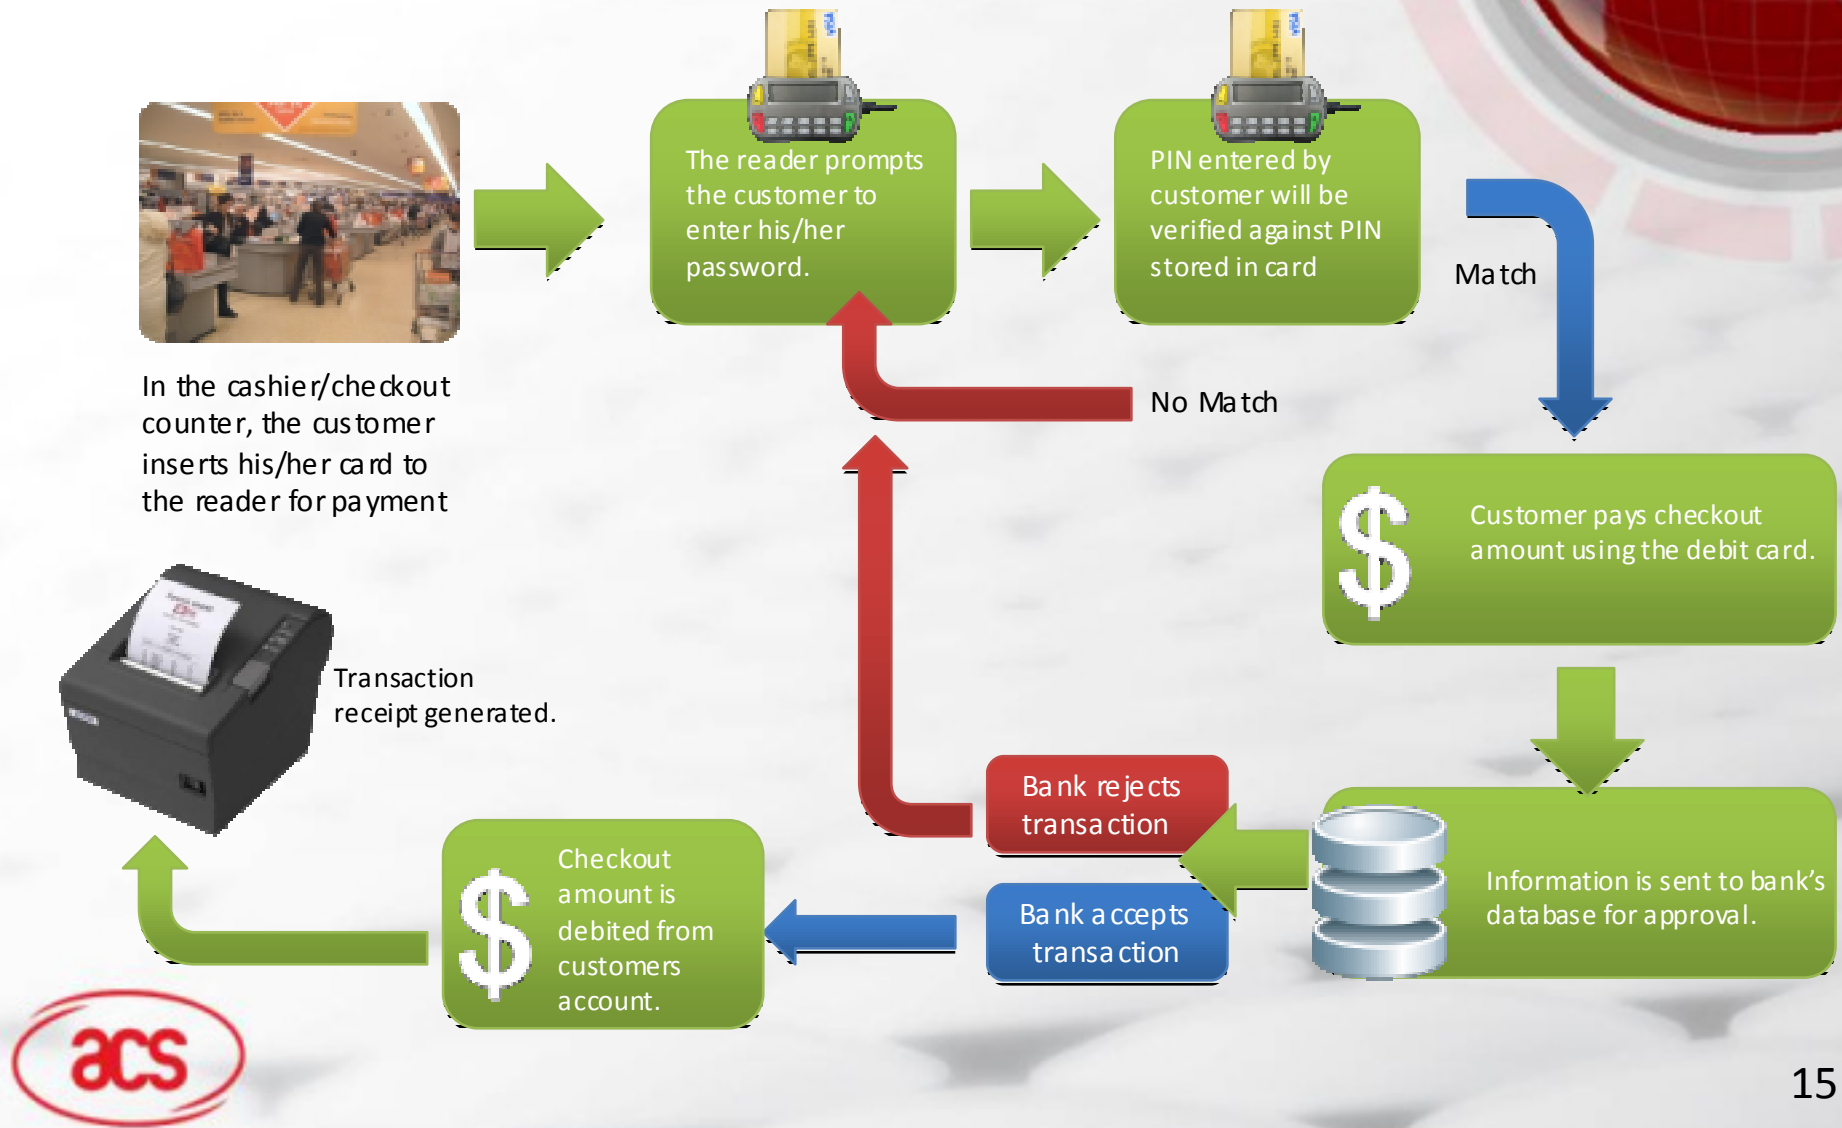 The reader prompts
the customer to
enter his/her
password.
PIN entered by
customer will be
verified against PIN
stored in card
Match
In the cashier/checkout
counter, the customer
inserts his/her card to
the reader for payment
No Match
Customer pays checkout
amount using the debit card.
Transaction
receipt generated.
Bank rejects
transaction
Information is sent to bank's
database for approval.
Bank accepts
transaction
Checkout
amount is
debited from
customers
account.
acs
15